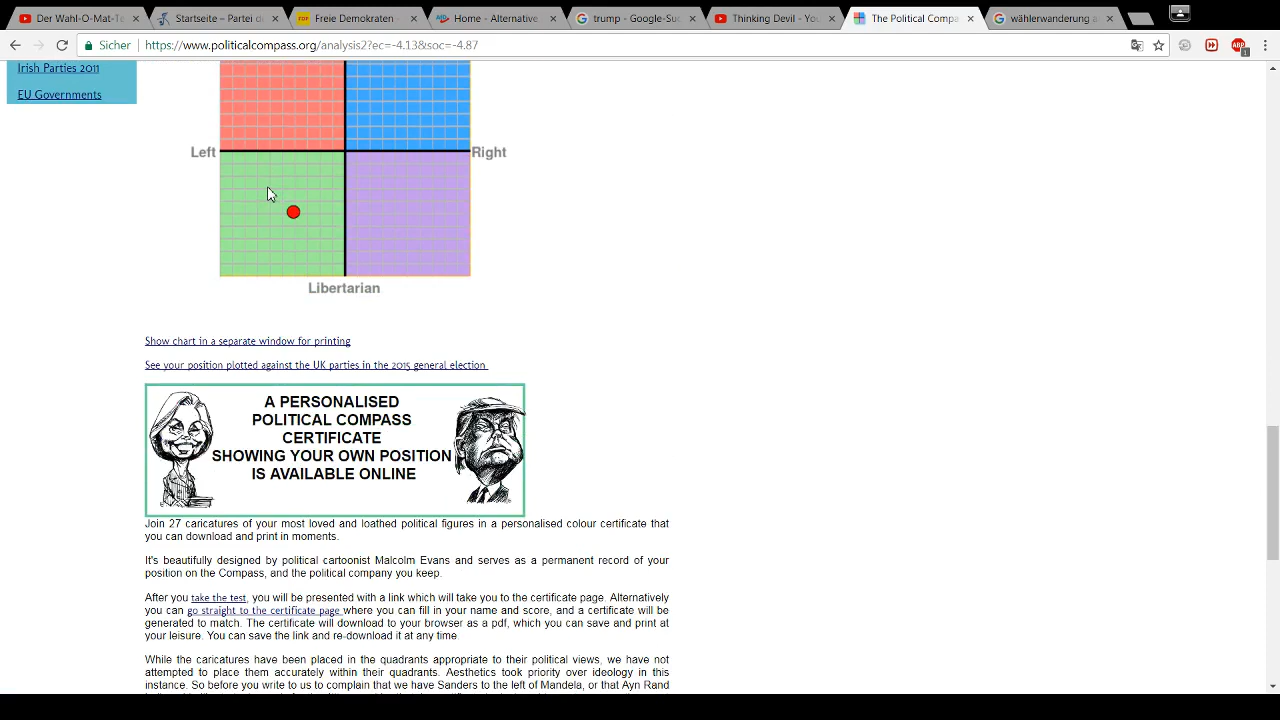 Der Wahl-O-Mat-Te
Startseite – Partei de
Freie Demokraten –
Home - Alternative
trump - Google-Suc
Thinking Devil - You
The Political Compa
wählerwanderung a
Sicher
https://www.politicalcompass.org/analysis2?ec=-4.13&soc=-4.87
Irish Parties 2011
EU Governments
Left
Right
Libertarian
Show chart in a separate window for printing
See your position plotted against the UK parties in the 2015 general election
A PERSONALISED
POLITICAL COMPASS
CERTIFICATE
SHOWING YOUR OWN POSITION
IS AVAILABLE ONLINE
Join 27 caricatures of your most loved and loathed political figures in a personalised colour certificate that
you can download and print in moments.
It's beautifully designed by political cartoonist Malcolm Evans and serves as a permanent record of your
position on the Compass, and the political company you keep.
After you take the test, you will be presented with a link which will take you to the certificate page. Alternatively
you can go straight to the certificate page where you can fill in your name and score, and a certificate will be
generated to match. The certificate will download to your browser as a pdf, which you can save and print at
your leisure. You can save the link and re-download it at any time.
While the caricatures have been placed in the quadrants appropriate to their political views, we have not
attempted to place them accurately within their quadrants. Aesthetics took priority over ideology in this
instance. So before you write to us to complain that we have Sanders to the left of Mandela, or that Ayn Rand